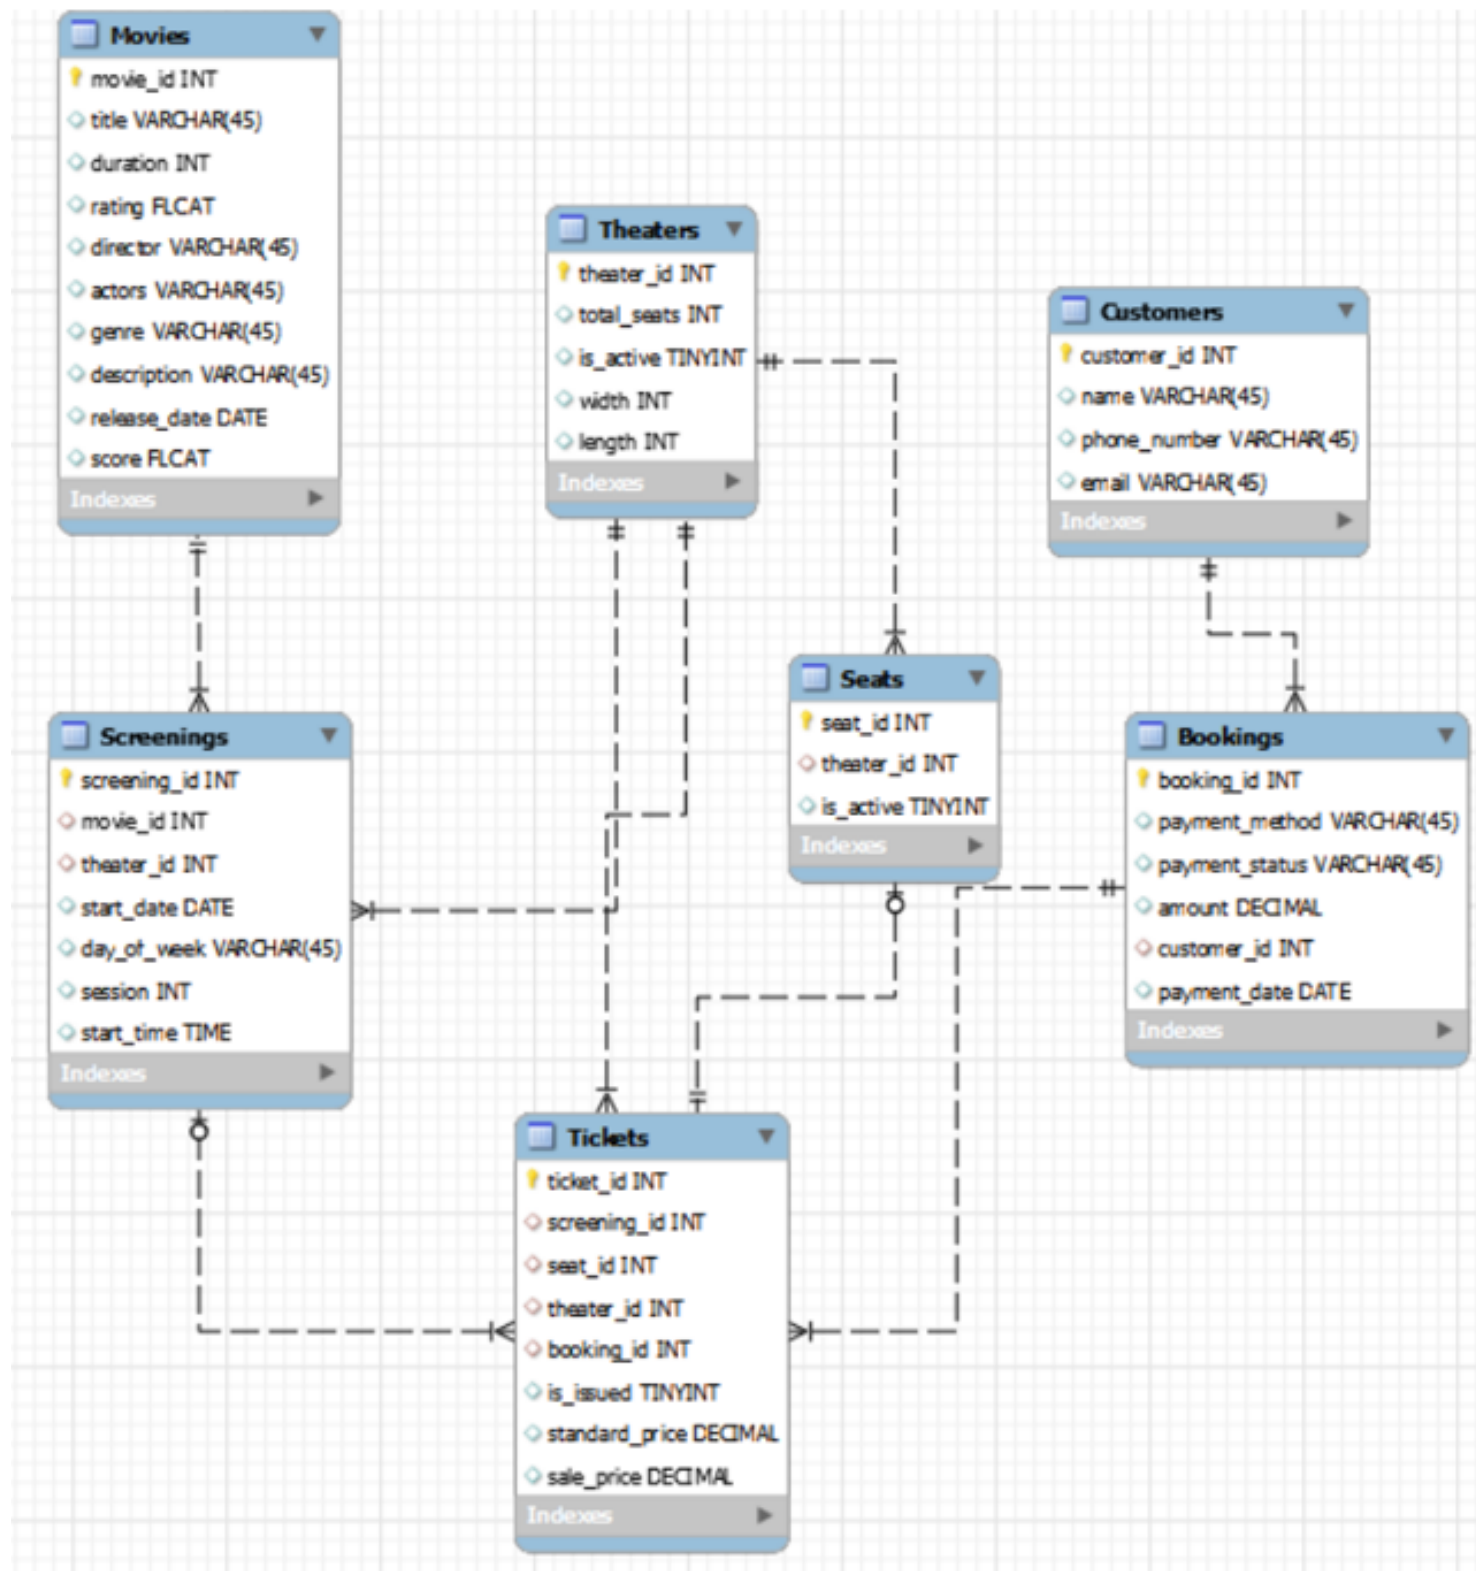 Movies
movie_id INT
title VARCHAR(45)
duration INT
rating FLOAT
director VARCHAR(45)
actors VARCHAR(45)
genre VARCHAR(45)
description VARCHAR(45)
release_date DATE
score FLOAT
Indexes
Theaters
theater_id INT
total_seats INT
is_active TINYINT
width INT
length INT
Indexes
Customers
customer_id INT
name VARCHAR(45)
phone_number VARCHAR(45)
email VARCHAR(45)
Indexes
Screenings
screening_id INT
movie_id INT
theater_id INT
start_date DATE
day_of_week VARCHAR(45)
session INT
start_time TIME
Indexes
Seats
seat_id INT
theater_id INT
is_active TINYINT
Indexes
Bookings
booking_id INT
payment_method VARCHAR(45)
payment_status VARCHAR(45)
amount DECIMAL
customer_id INT
payment_date DATE
Indexes
Tickets
ticket_id INT
screening_id INT
seat_id INT
theater_id INT
booking_id INT
is_issued TINYINT
standard_price DECIMAL
sale_price DECIMAL
Indexes